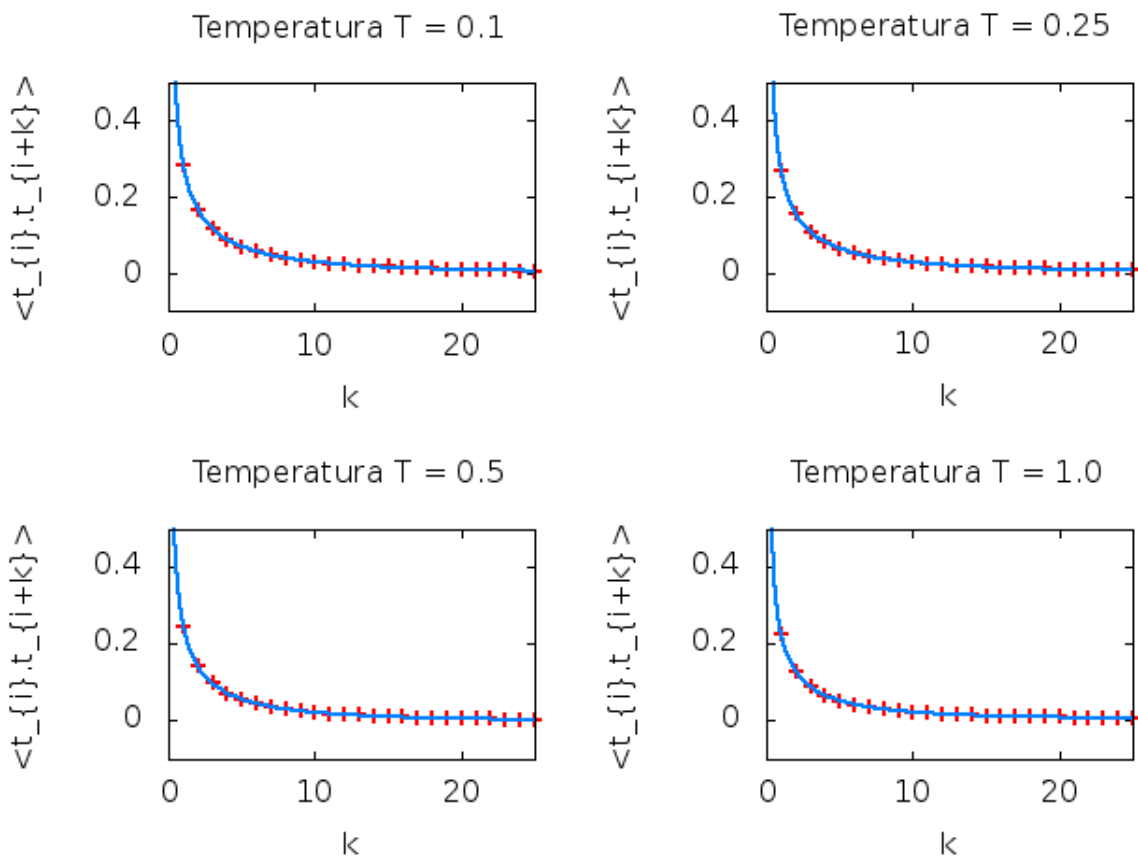 Temperatura T = 0.1
<t_{i}.t_{i+k}>
0.4
0.2
0
0 10 20
k
Temperatura T = 0.25
<t_{i}.t_{i+k}>
0.4
0.2
0
0 10 20
k
Temperatura T = 0.5
<t_{i}.t_{i+k}>
0.4
0.2
0
0 10 20
k
Temperatura T = 1.0
<t_{i}.t_{i+k}>
0.4
0.2
0
0 10 20
k